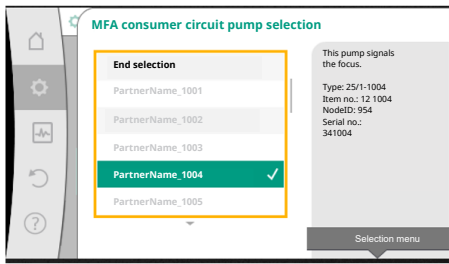 MFA consumer circuit pump selection
End selection
PartnerName_1001
PartnerName_1002
PartnerName_1003
PartnerName_1004
PartnerName_1005
This pump signals
the focus.
Type: 25/1-1004
Item no.: 12 1004
NodeID: 954
Serial no.:
341004
Selection menu
?